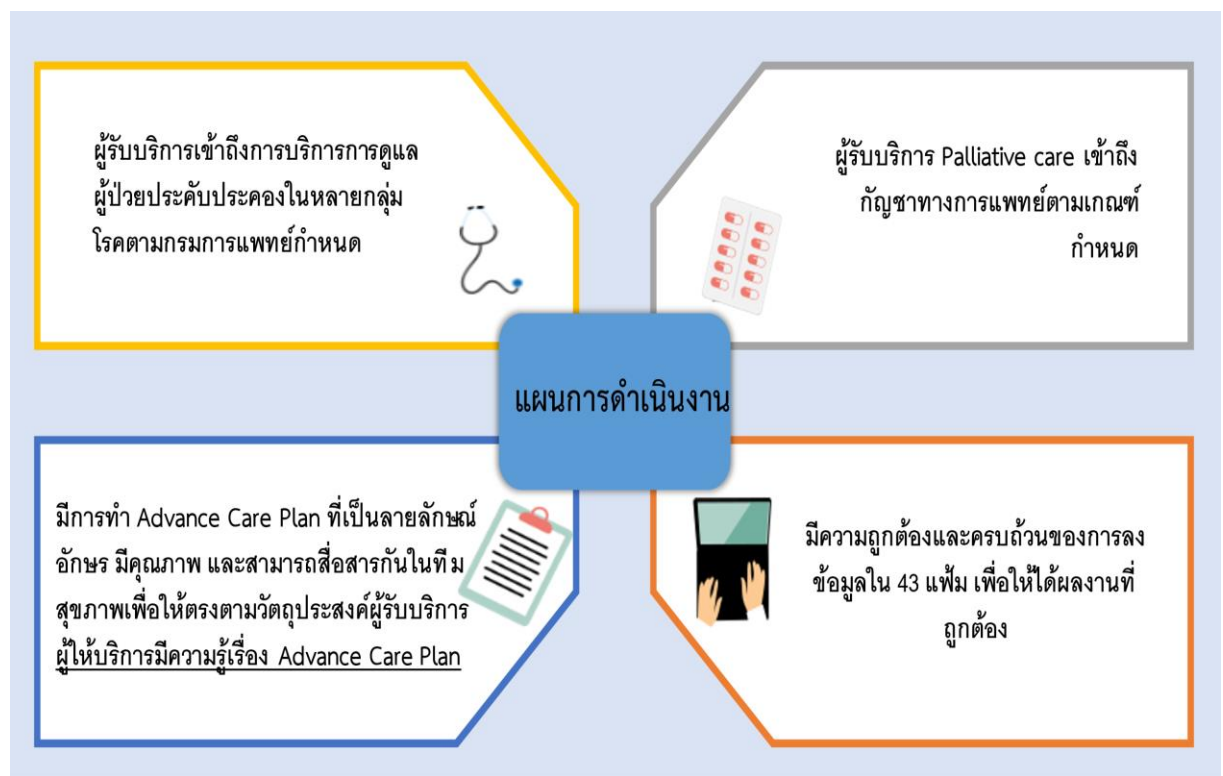 ผู้รับบริการเข้าถึงการบริการการดูแล
ผู้ป่วยประคับประคองในหลายกลุ่ม
โรคตามกรมการแพทย์กำหนด
ผู้รับบริการ Palliative care เข้าถึง
กัญชาทางการแพทย์ตามเกณฑ์
กำหนด
แผนการดำเนินงาน
มีการทำ Advance Care Plan ที่เป็นลายลักษณ์
อักษร มีคุณภาพ และสามารถสื่อสารกันในทีม
สุขภาพเพื่อให้ตรงตามวัตถุประสงค์ผู้รับบริการ
ผู้ให้บริการมีความรู้เรื่อง Advance Care Plan
มีความถูกต้องและครบถ้วนของการลง
ข้อมูลใน 43 แฟ้ม เพื่อให้ได้ผลงานที่
ถูกต้อง